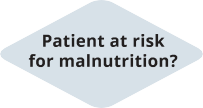 Patient at risk
for malnutrition?